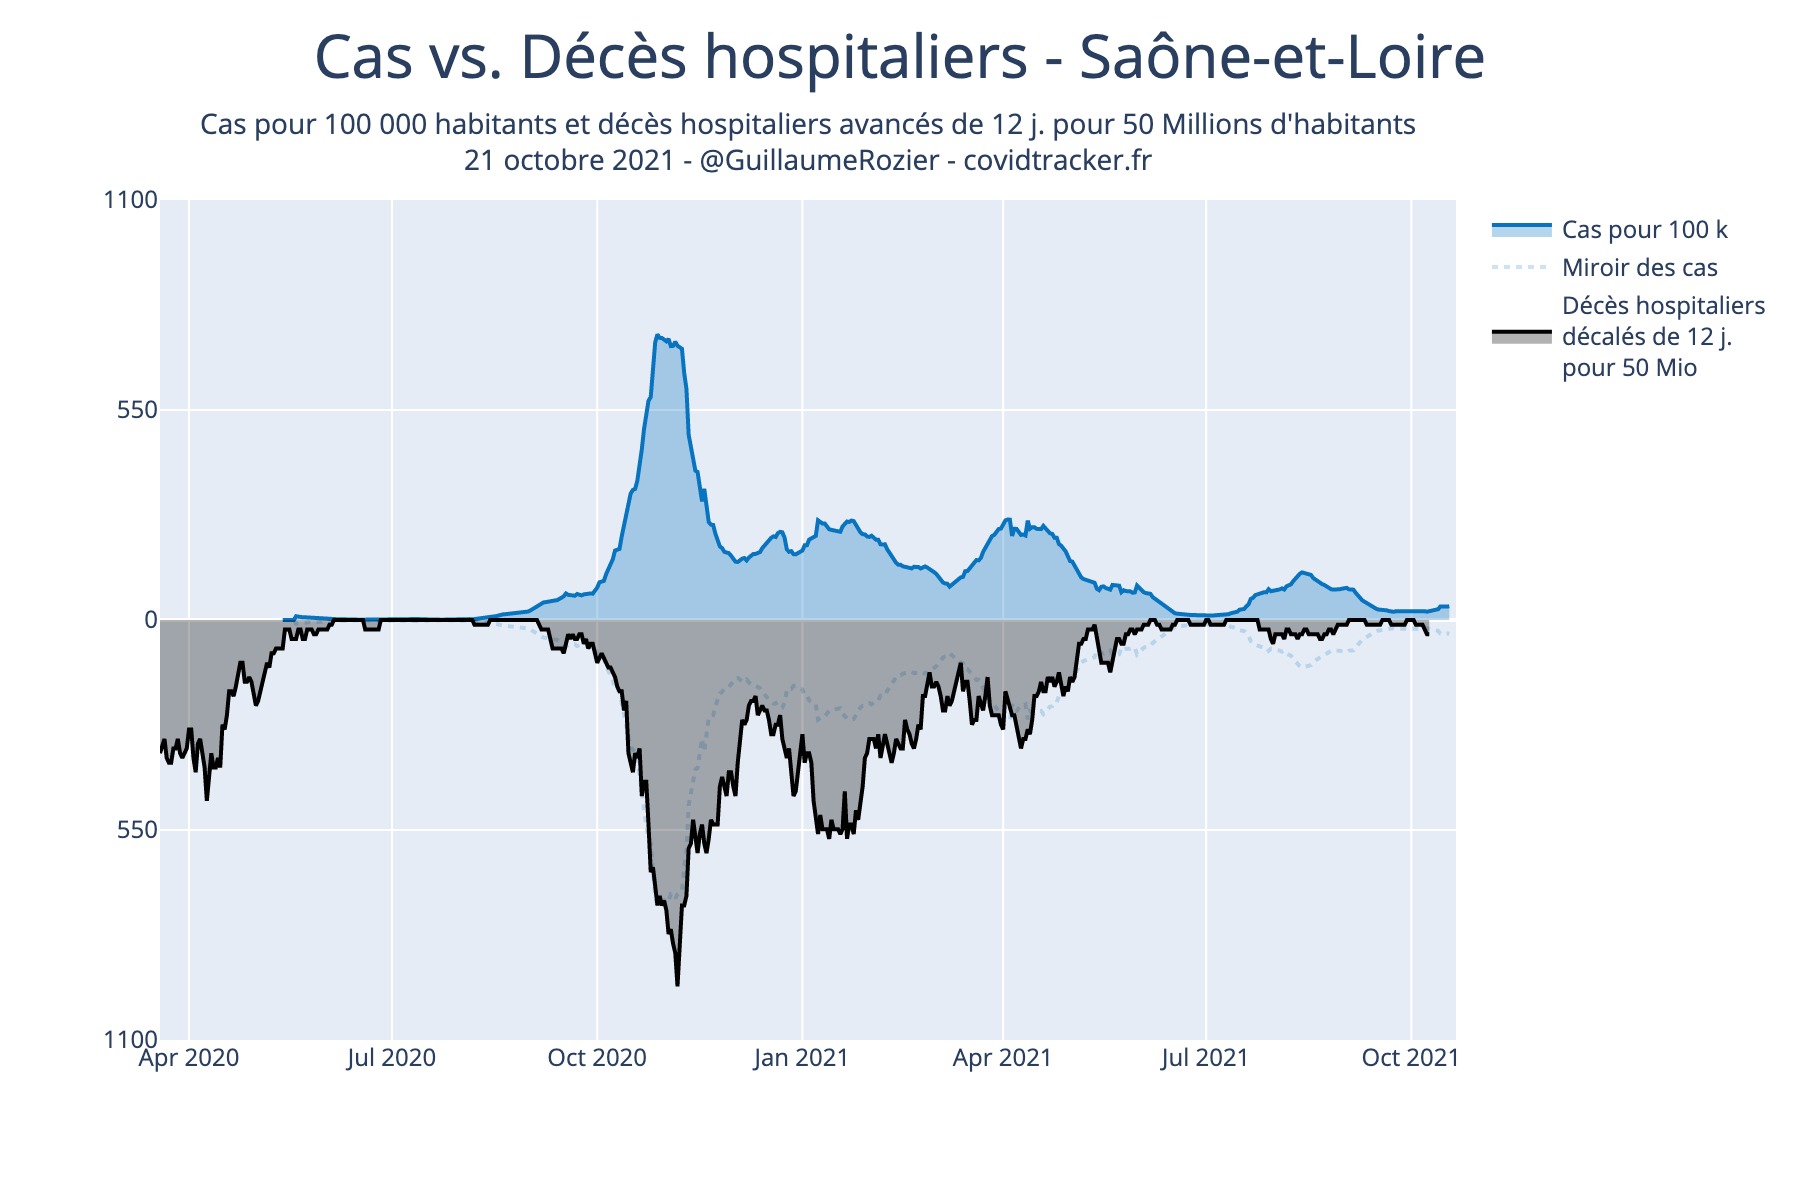 Cas vs. Décès hospitaliers - Saône-et-Loire
Cas pour 100 000 habitants et décès hospitaliers avancés de 12 j. pour 50 Millions d'habitants
21 octobre 2021 - @GuillaumeRozier - covidtracker.fr
1100
550
0
550
1100
Apr 2020
Jul 2020
Oct 2020
Jan 2021
Apr 2021
Jul 2021
Oct 2021
Cas pour 100 k
Miroir des cas
Décès hospitaliers
décalés de 12 j.
pour 50 Mio